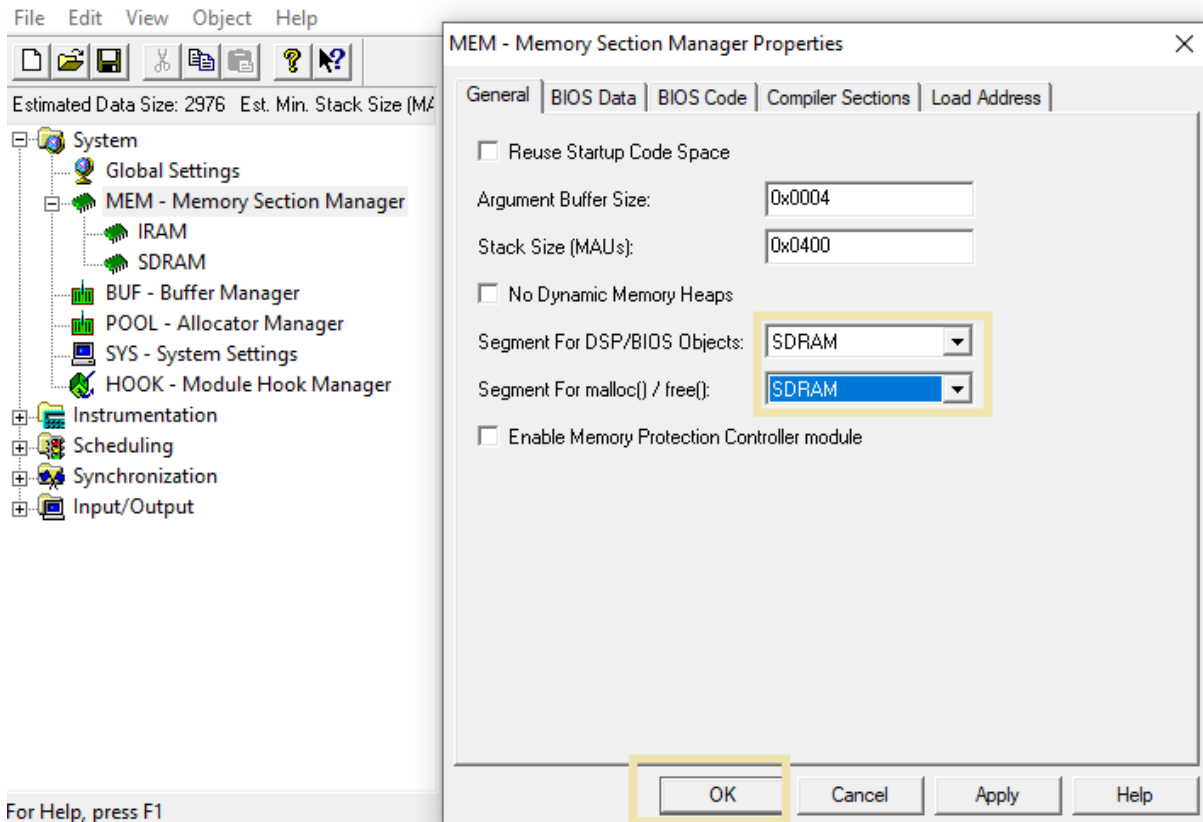 File Edit View Object Help
Estimated Data Size: 2976 Est. Min. Stack Size (MA
System
Global Settings
MEM - Memory Section Manager
IRAM
SDRAM
BUF - Buffer Manager
POOL - Allocator Manager
SYS - System Settings
HOOK - Module Hook Manager
Instrumentation
Scheduling
Synchronization
Input/Output
For Help, press F1
MEM - Memory Section Manager Properties
General BIOS Data BIOS Code Compiler Sections Load Address
Reuse Startup Code Space
Argument Buffer Size: 0x0004
Stack Size (MAUs): 0x0400
No Dynamic Memory Heaps
Segment For DSP/BIOS Objects: SDRAM
Segment For malloc() / free(): SDRAM
Enable Memory Protection Controller module
OK Cancel Apply Help